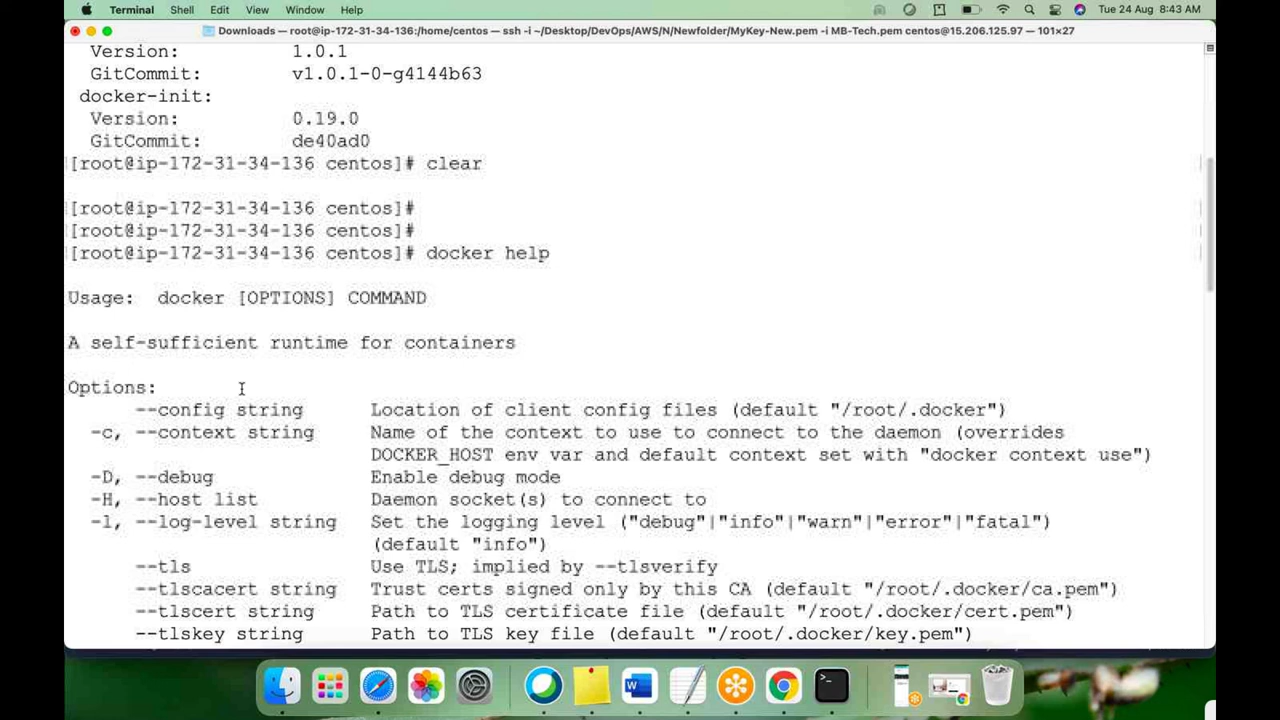 Terminal Shell Edit View Window Help Tue 24 Aug 8:43 AM
Downloads — root@ip-172-31-34-136:/home/centos — ssh -i ~/Desktop/DevOps/AWS/N/Newfolder/MyKey-New.pem -i MB-Tech.pem centos@15.206.125.97 — 101×27
Version: 1.0.1
GitCommit: v1.0.1-0-g4144b63
docker-init:
Version: 0.19.0
GitCommit: de40ad0
[root@ip-172-31-34-136 centos]# clear
[root@ip-172-31-34-136 centos]#
[root@ip-172-31-34-136 centos]#
[root@ip-172-31-34-136 centos]# docker help
Usage: docker [OPTIONS] COMMAND
A self-sufficient runtime for containers
Options:
--config string Location of client config files (default "/root/.docker")
-c, --context string Name of the context to use to connect to the daemon (overrides
DOCKER_HOST env var and default context set with "docker context use")
-D, --debug Enable debug mode
-H, --host list Daemon socket(s) to connect to
-l, --log-level string Set the logging level ("debug"|"info"|"warn"|"error"|"fatal")
(default "info")
--tls Use TLS; implied by --tlsverify
--tlscacert string Trust certs signed only by this CA (default "/root/.docker/ca.pem")
--tlscert string Path to TLS certificate file (default "/root/.docker/cert.pem")
--tlskey string Path to TLS key file (default "/root/.docker/key.pem")